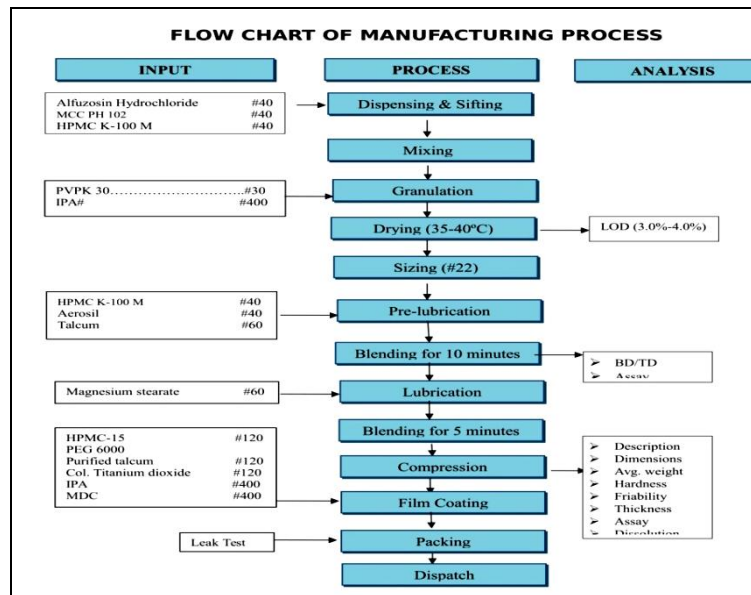 FLOW CHART OF MANUFACTURING PROCESS
INPUT PROCESS ANALYSIS
Alfuzosin Hydrochloride #40
MCC PH 102 #40
HPMC K-100 M #40
Dispensing & Sifting
Mixing
PVPK 30............................#30
IPA# #400
Granulation
Drying (35-40ºC)
LOD (3.0%-4.0%)
Sizing (#22)
HPMC K-100 M #40
Aerosil #40
Talcum #60
Pre-lubrication
Blending for 10 minutes
➢ BD/TD
➢ Assay
Magnesium stearate #60
Lubrication
Blending for 5 minutes
HPMC-15 #120
PEG 6000
Purified talcum #120
Col. Titanium dioxide #120
IPA #400
MDC #400
Compression
➢ Description
➢ Dimensions
➢ Avg. weight
➢ Hardness
➢ Friability
➢ Thickness
➢ Assay
➢ Dissolution
Film Coating
Leak Test
Packing
Dispatch